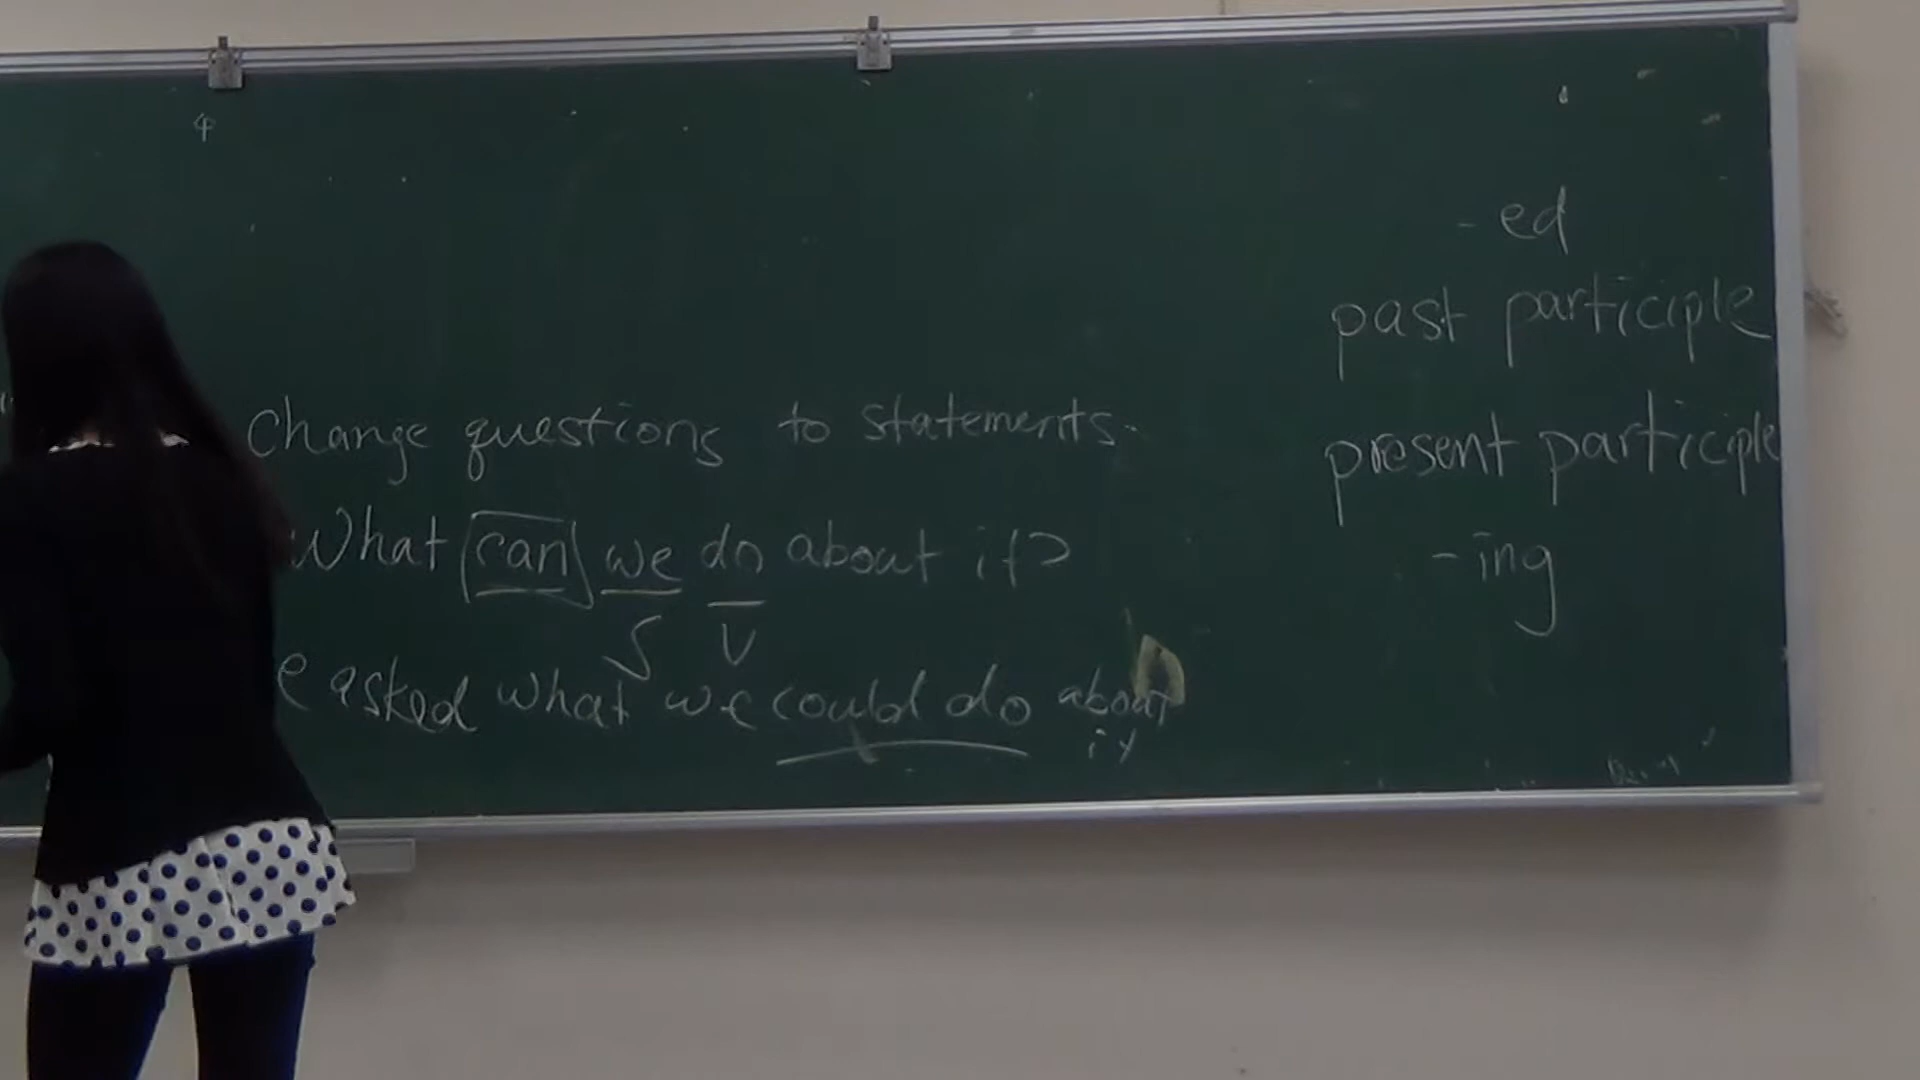 Change questions to statements.
What can we do about it?
S V
e asked what we could do about
it
-ed
past participle
present participle
-ing